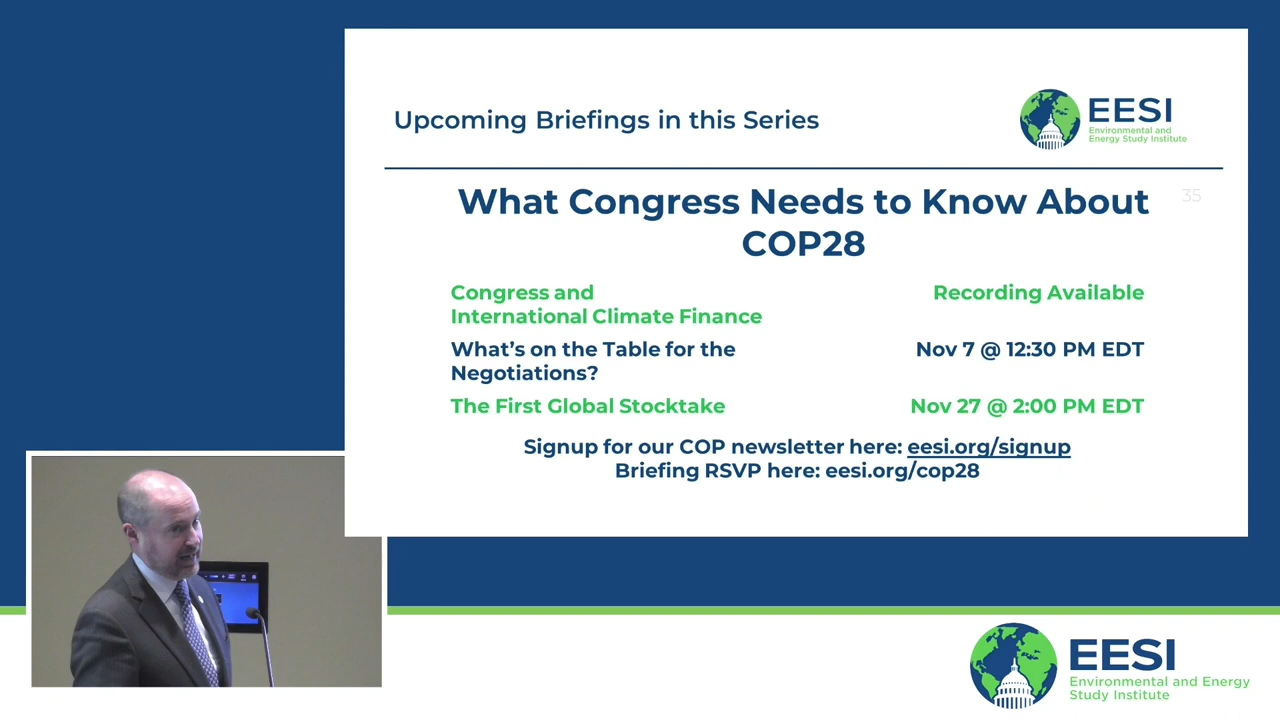 Upcoming Briefings in this Series
EESI
Environmental and
Energy Study Institute
35
What Congress Needs to Know About
COP28
Congress and
International Climate Finance
Recording Available
What's on the Table for the
Negotiations?
Nov 7 @ 12:30 PM EDT
The First Global Stocktake
Nov 27 @ 2:00 PM EDT
Signup for our COP newsletter here: eesi.org/signup
Briefing RSVP here: eesi.org/cop28
EESI
Environmental and Energy
Study Institute